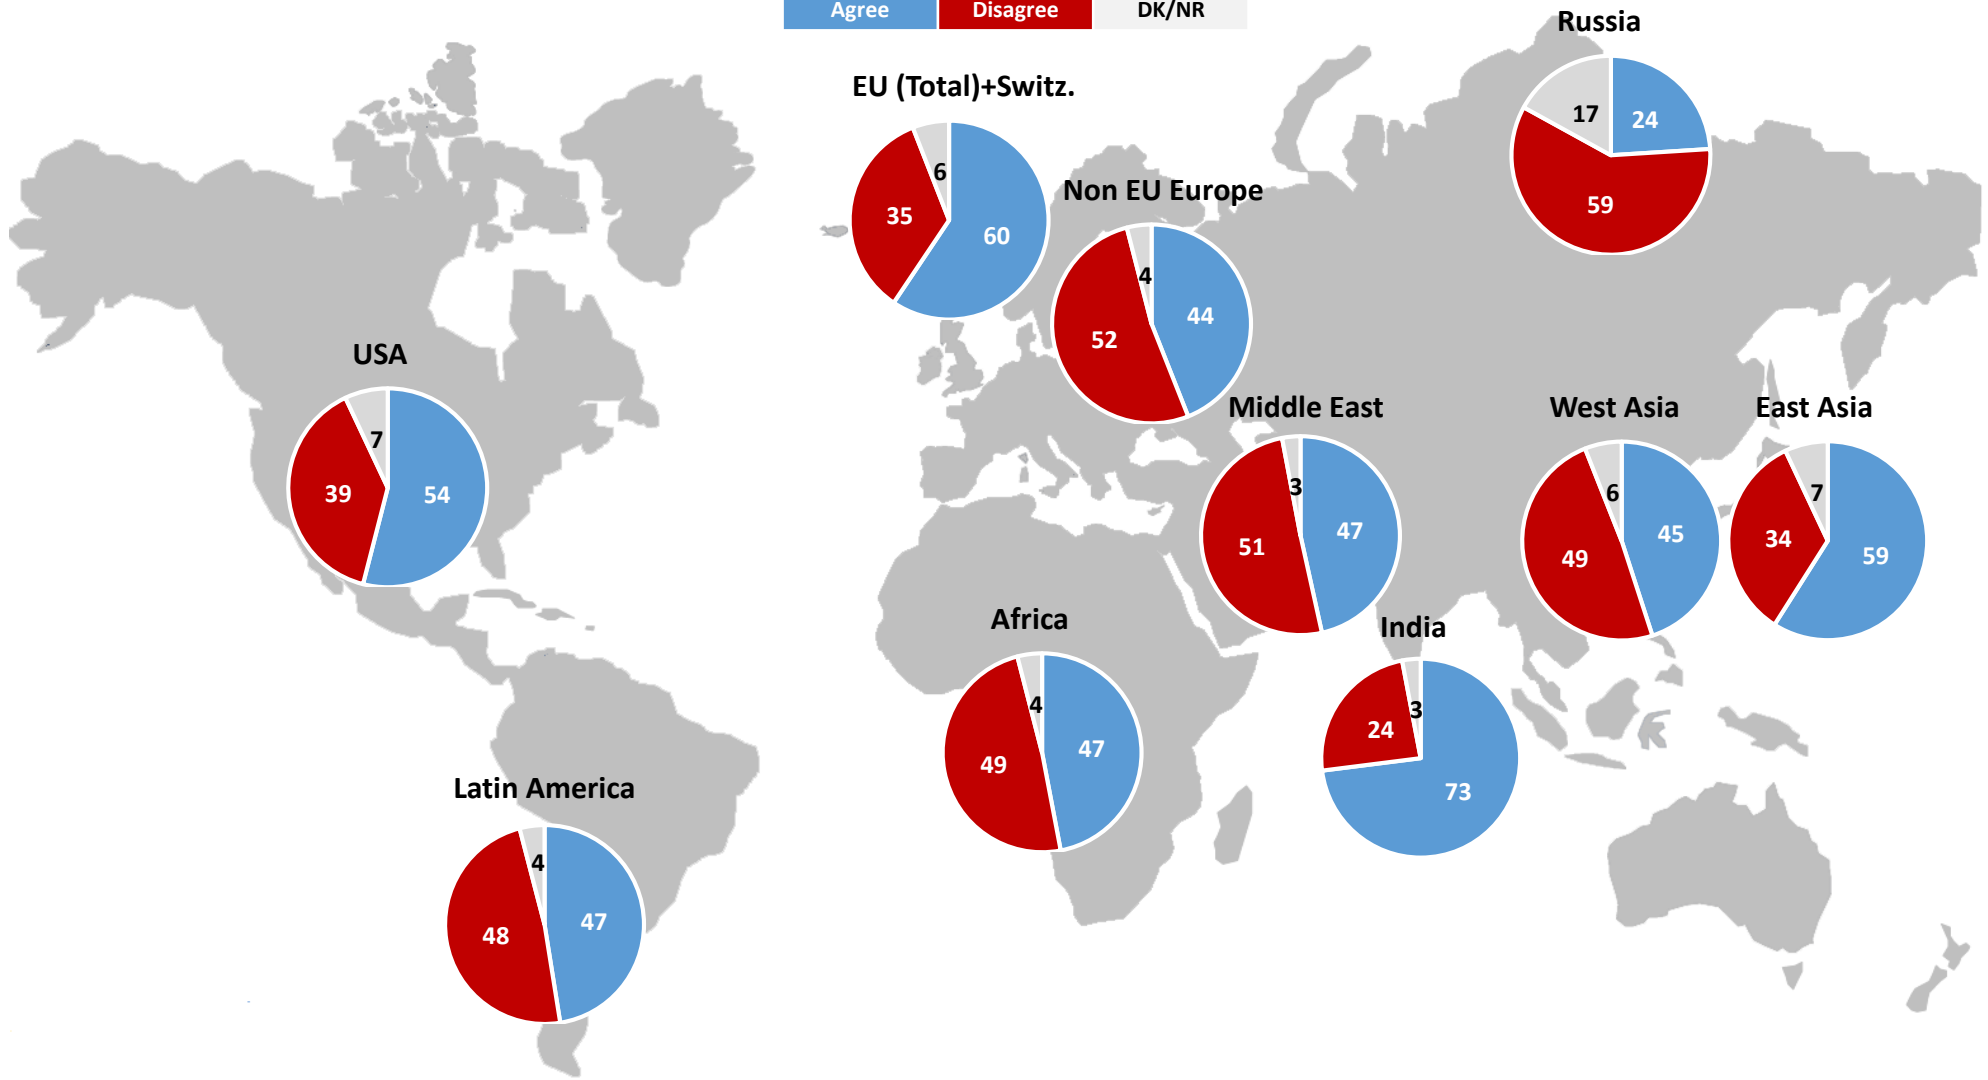 Agree Disagree DK/NR
Russia
17 24
59
EU (Total)+Switz.
6
35
60
Non EU Europe
4
44
52
USA
7
39 54
Middle East
3
47
51
West Asia
6
45
49
East Asia
7
34
59
Africa
4
47
49
India
3
24
73
Latin America
4
47
48